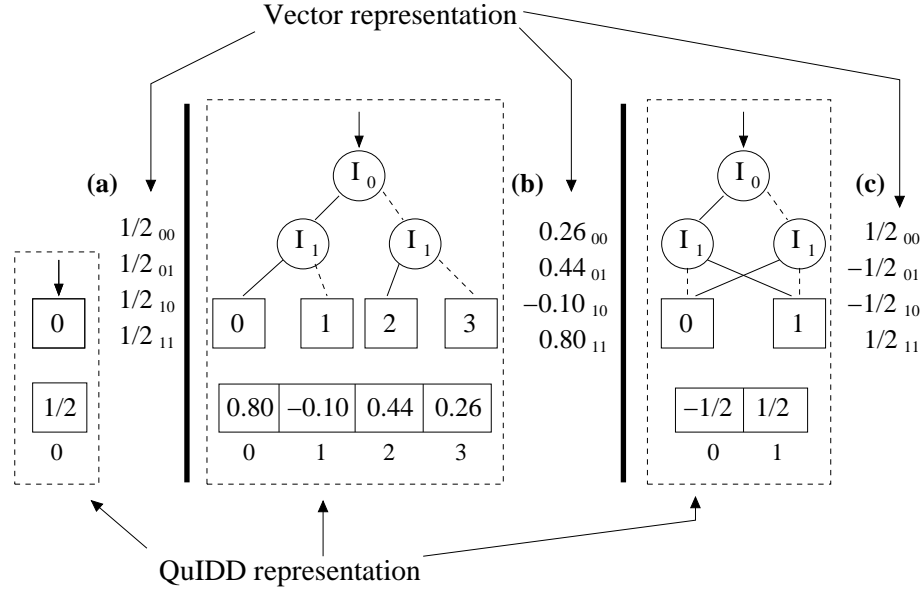 Vector representation
(a)
1/2 00
1/2 01
1/2 10
1/2 11
0
1/2
0
I 0
I 1 I 1
0 1 2 3
0.80 −0.10 0.44 0.26
0 1 2 3
(b)
0.26 00
0.44 01
−0.10 10
0.80 11
I 0
I 1 I 1
0 1
−1/2 1/2
0 1
(c)
1/2 00
−1/2 01
−1/2 10
1/2 11
QuIDD representation